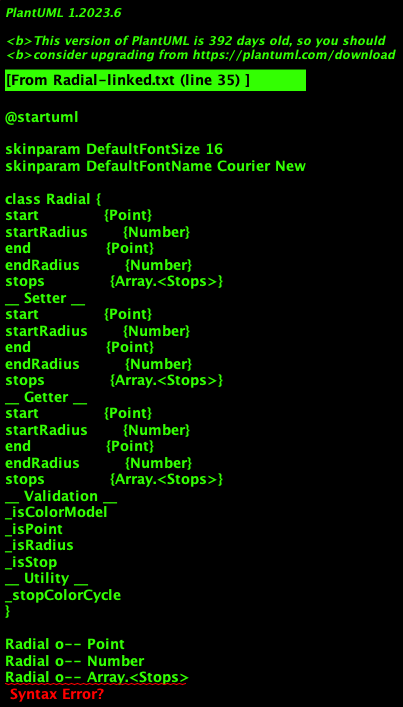 PlantUML 1.2023.6
<b>This version of PlantUML is 392 days old, so you should
<b>consider upgrading from https://plantuml.com/download
[From Radial-linked.txt (line 35) ]
@startuml
skinparam DefaultFontSize 16
skinparam DefaultFontName Courier New
class Radial {
start {Point}
startRadius {Number}
end {Point}
endRadius {Number}
stops {Array.<Stops>}
__ Setter __
start {Point}
startRadius {Number}
end {Point}
endRadius {Number}
stops {Array.<Stops>}
__ Getter __
start {Point}
startRadius {Number}
end {Point}
endRadius {Number}
stops {Array.<Stops>}
__ Validation __
_isColorModel
_isPoint
_isRadius
_isStop
__ Utility __
_stopColorCycle
}
Radial o-- Point
Radial o-- Number
Radial o-- Array.<Stops>
Syntax Error?